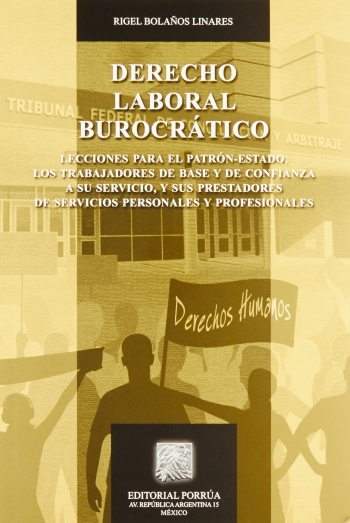 RIGEL BOLAÑOS LINARES
DERECHO
LABORAL
BUROCRÁTICO
TRIBUNAL FEDERAL DE CONCILIACIÓN Y ARBITRAJE
LECCIONES PARA EL PATRÓN-ESTADO,
LOS TRABAJADORES DE BASE Y DE CONFIANZA
A SU SERVICIO, Y SUS PRESTADORES
DE SERVICIOS PERSONALES Y PROFESIONALES
Derechos Humanos
EDITORIAL PORRÚA
AV. REPÚBLICA ARGENTINA 15
MÉXICO